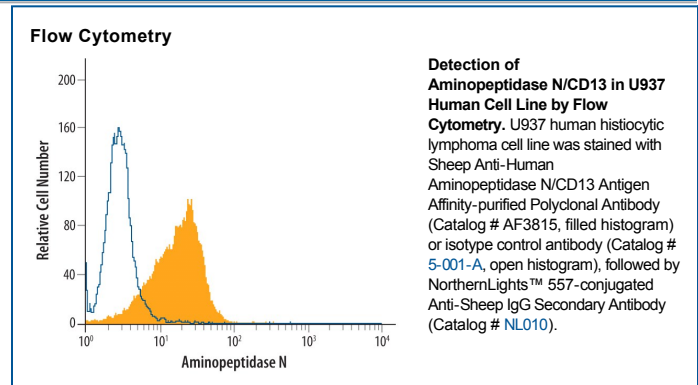 Flow Cytometry
200
160
120
80
40
0
10⁰
10¹
10²
10³
10⁴
Relative Cell Number
Aminopeptidase N
Detection of
Aminopeptidase N/CD13 in U937
Human Cell Line by Flow
Cytometry. U937 human histiocytic
lymphoma cell line was stained with
Sheep Anti-Human
Aminopeptidase N/CD13 Antigen
Affinity-purified Polyclonal Antibody
(Catalog # AF3815, filled histogram)
or isotype control antibody (Catalog #
5-001-A, open histogram), followed by
NorthernLights™ 557-conjugated
Anti-Sheep IgG Secondary Antibody
(Catalog # NL010).